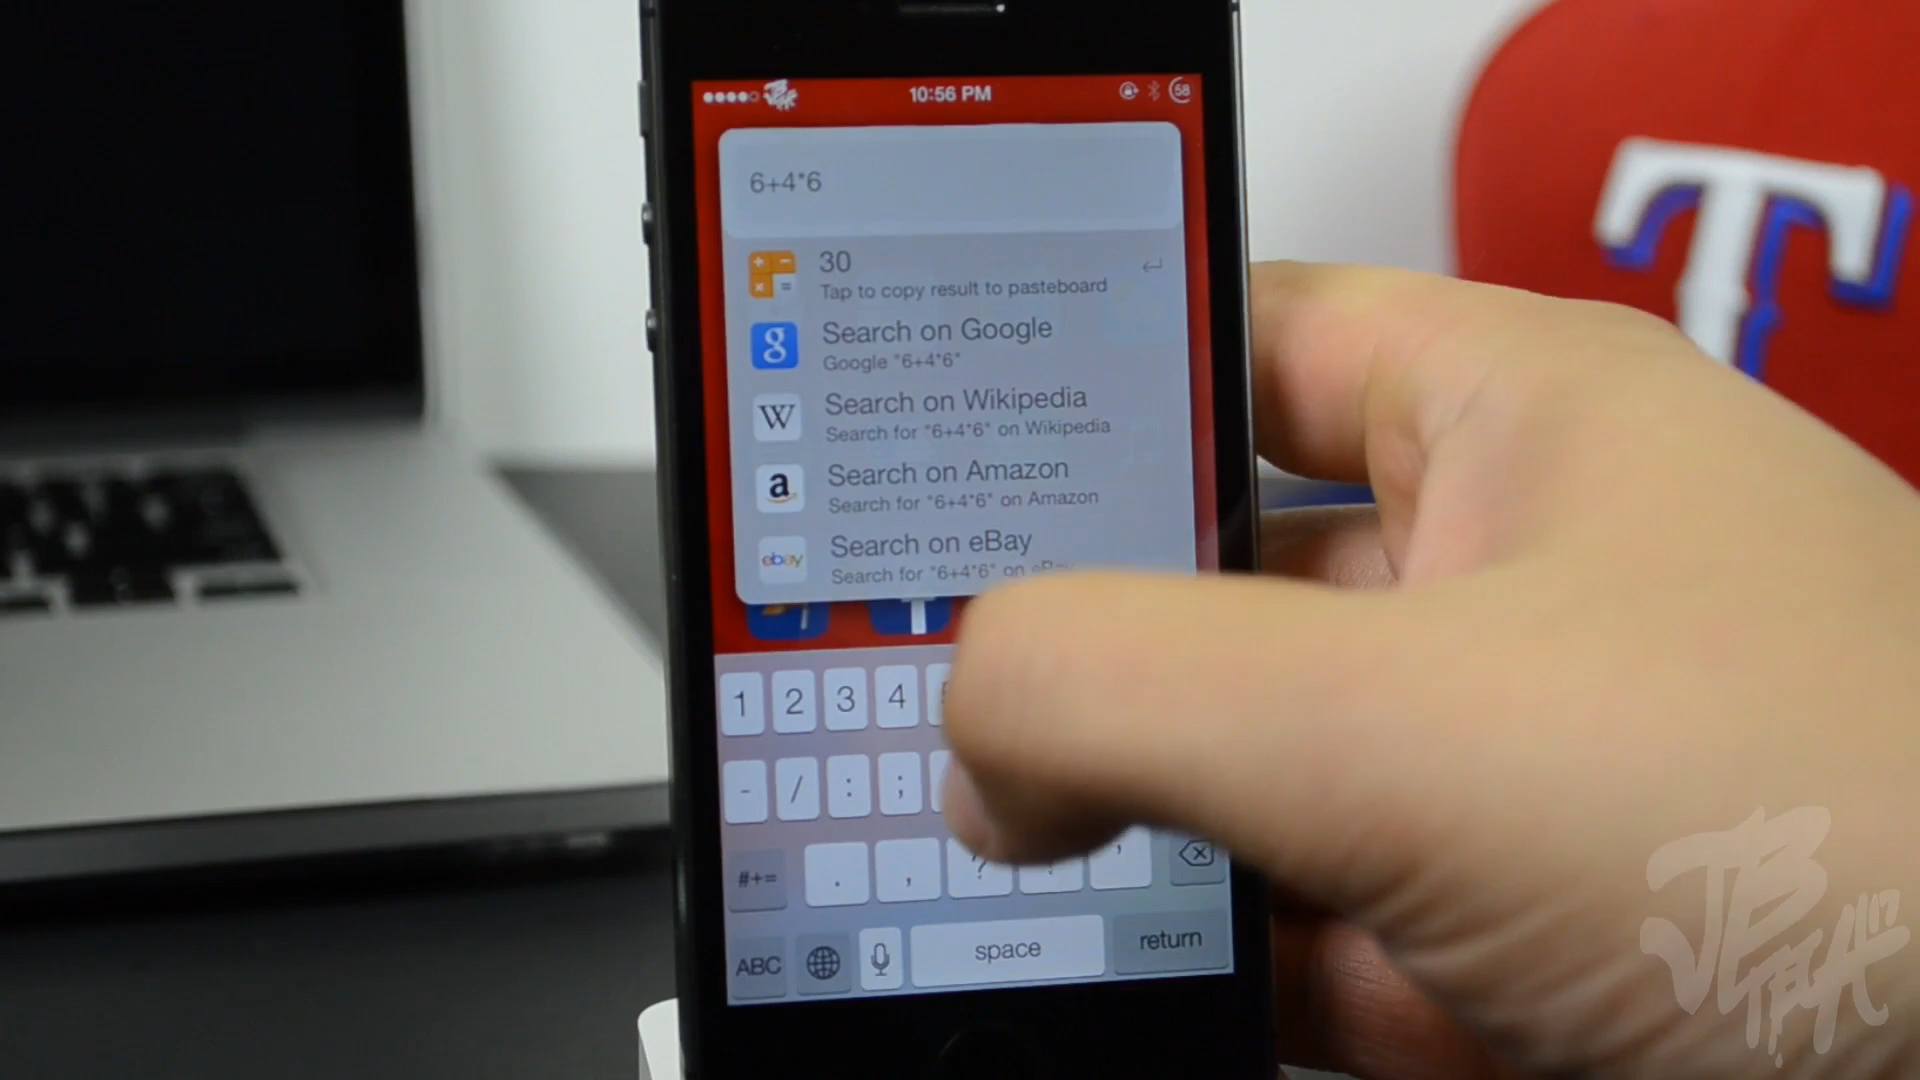 10:56 PM
58
6+4*6
30
Tap to copy result to pasteboard
g
Search on Google
Google "6+4*6"
W
Search on Wikipedia
Search for "6+4*6" on Wikipedia
a
Search on Amazon
Search for "6+4*6" on Amazon
ebay
Search on eBay
Search for "6+4*6" on eBay
1 2 3 4
- / : ;
#+= . , ?
ABC space return
T